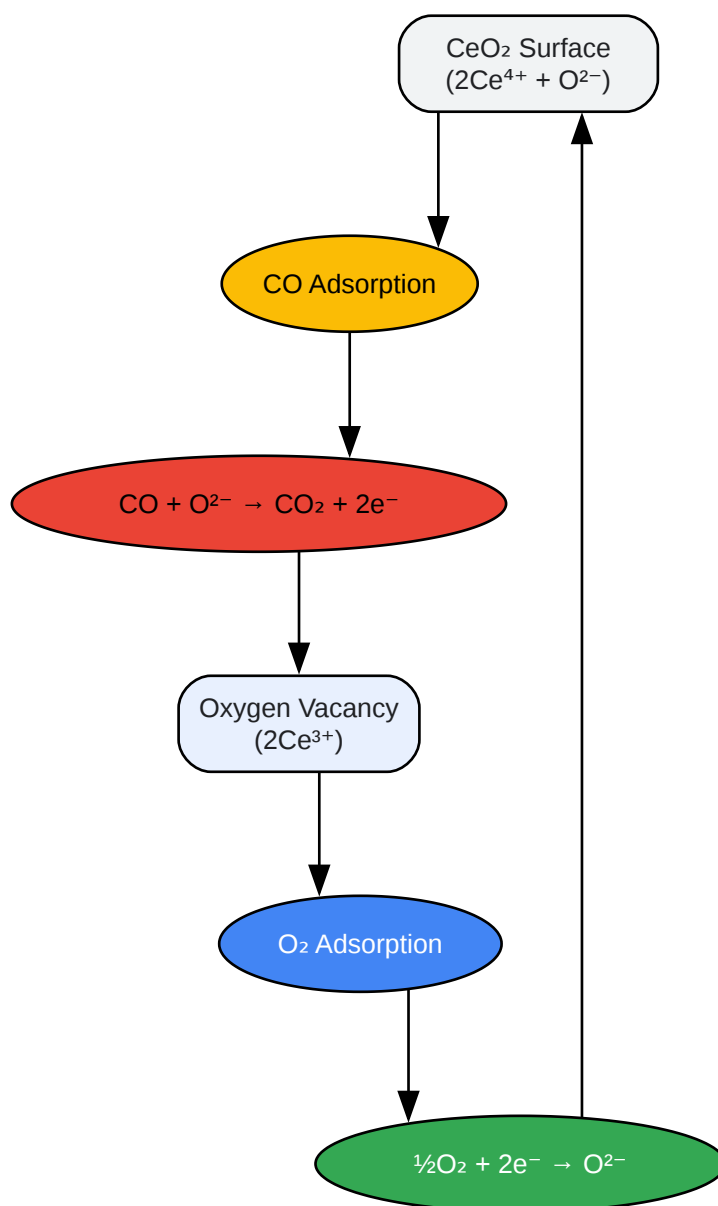 CeO₂ Surface
(2Ce⁴⁺ + O²⁻)
CO Adsorption
CO + O²⁻ → CO₂ + 2e⁻
Oxygen Vacancy
(2Ce³⁺)
O₂ Adsorption
½O₂ + 2e⁻ → O²⁻